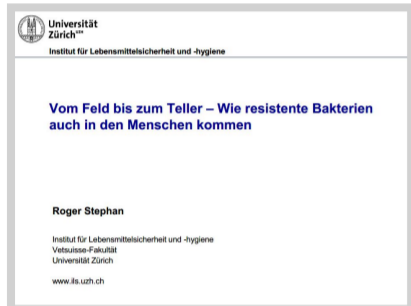 Universität
Zürich
Institut für Lebensmittelsicherheit und -hygiene
Vom Feld bis zum Teller – Wie resistente Bakterien
auch in den Menschen kommen
Roger Stephan
Institut für Lebensmittelsicherheit und -hygiene
Vetsuisse-Fakultät
Universität Zürich
www.ils.uzh.ch